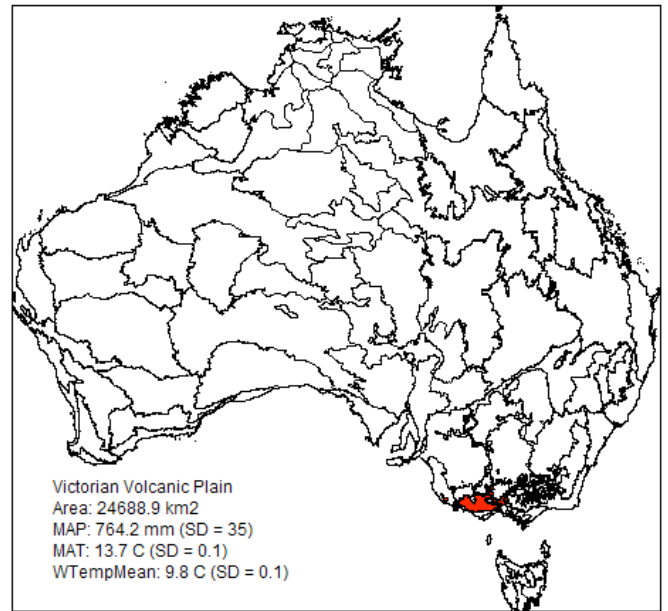 Victorian Volcanic Plain
Area: 24688.9 km2
MAP: 764.2 mm (SD = 35)
MAT: 13.7 C (SD = 0.1)
WTempMean: 9.8 C (SD = 0.1)